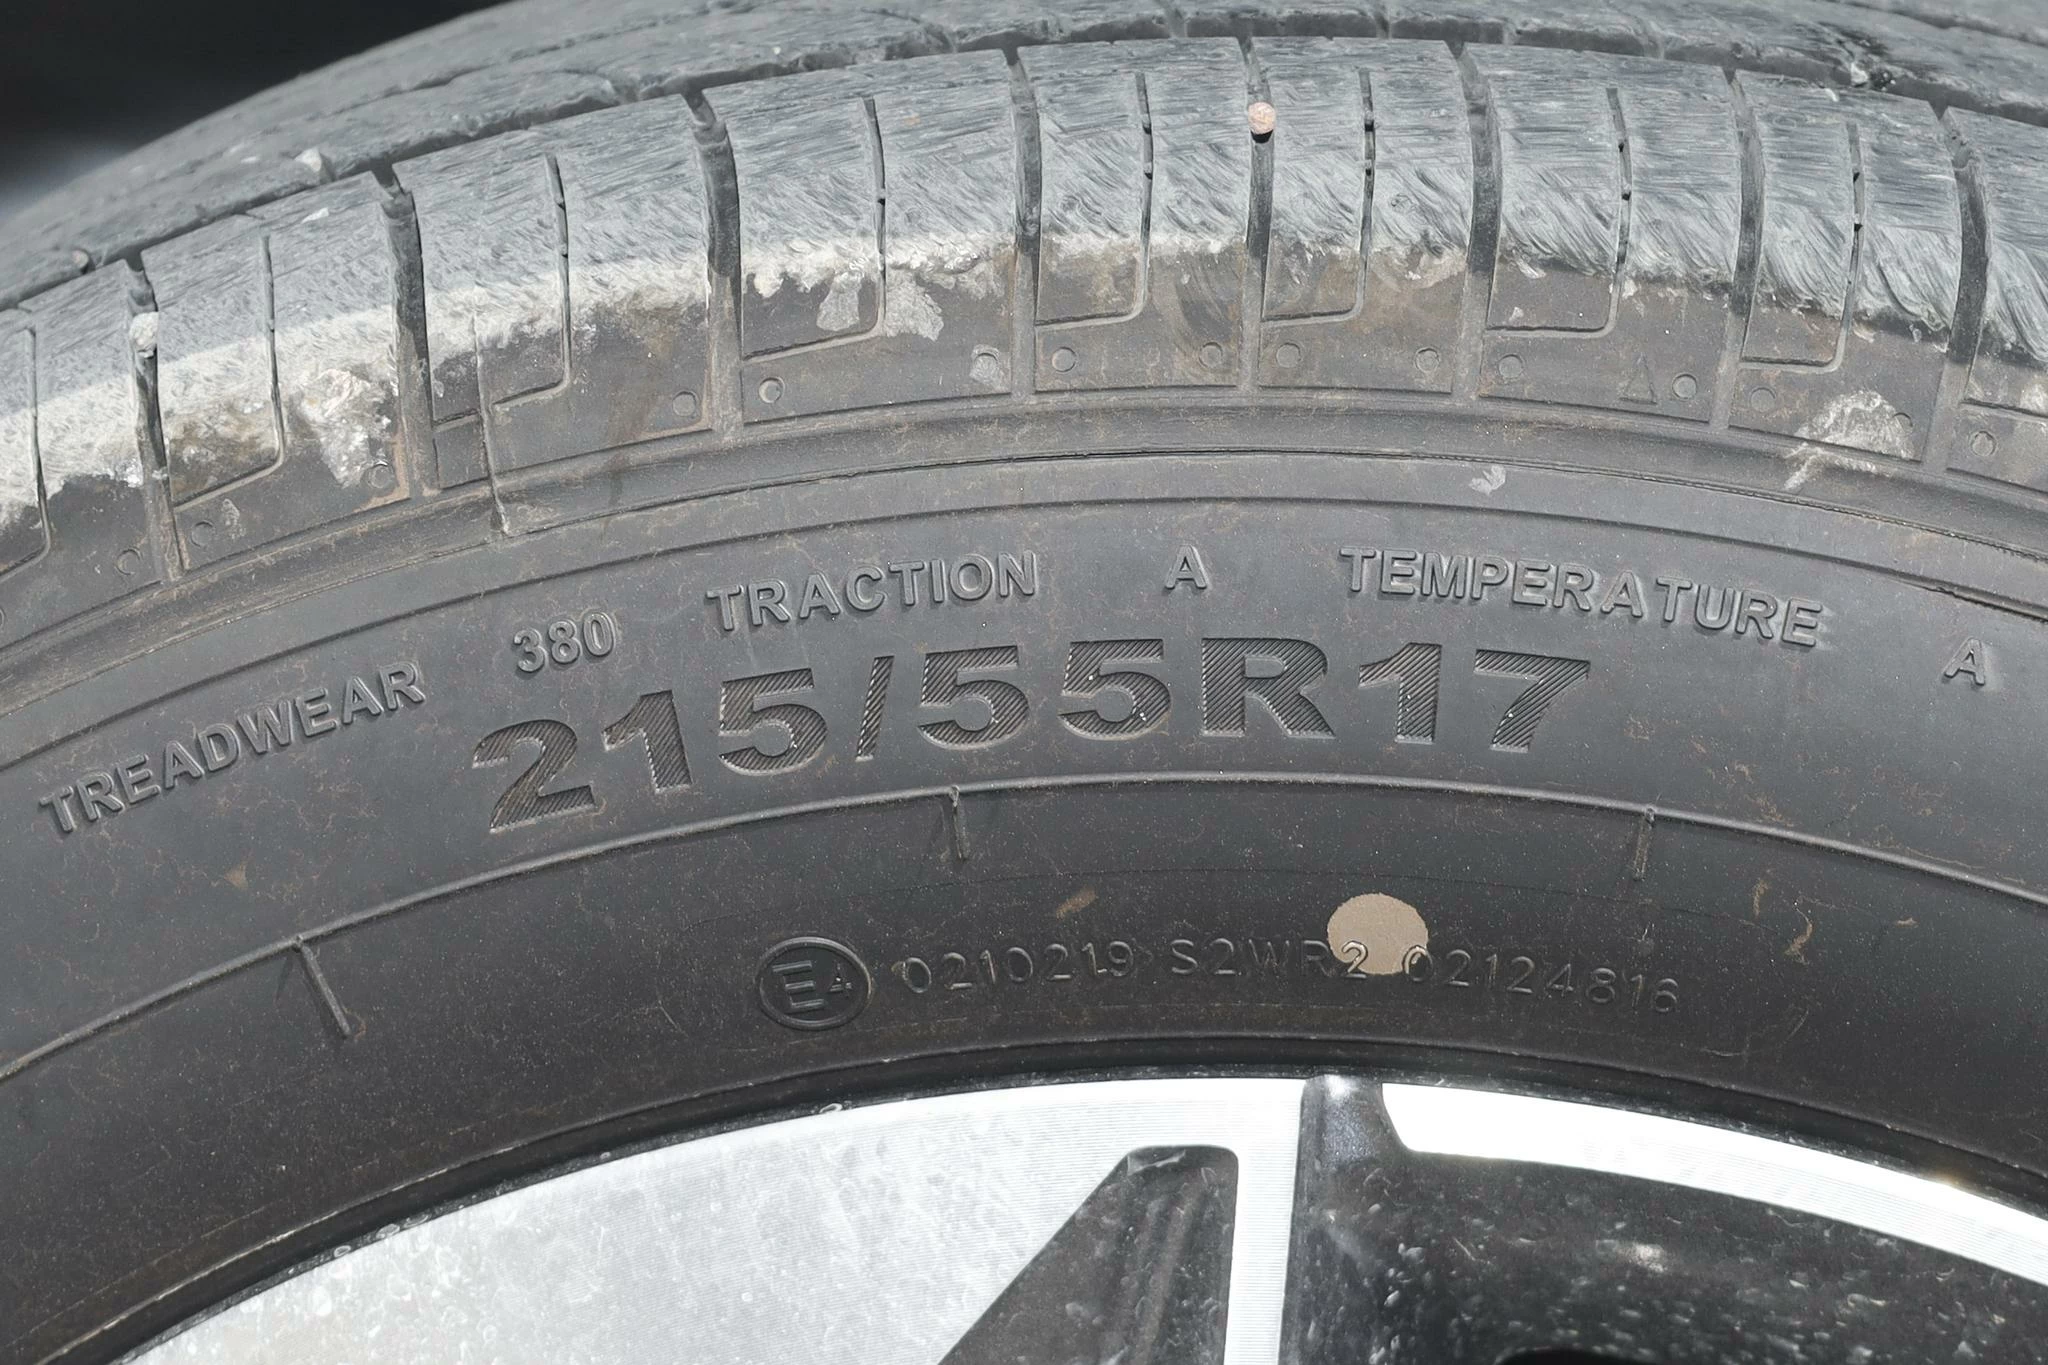 TREADWEAR 380 TRACTION A TEMPERATURE A
215/55R17
E4 0210219 S2WR2 02124816